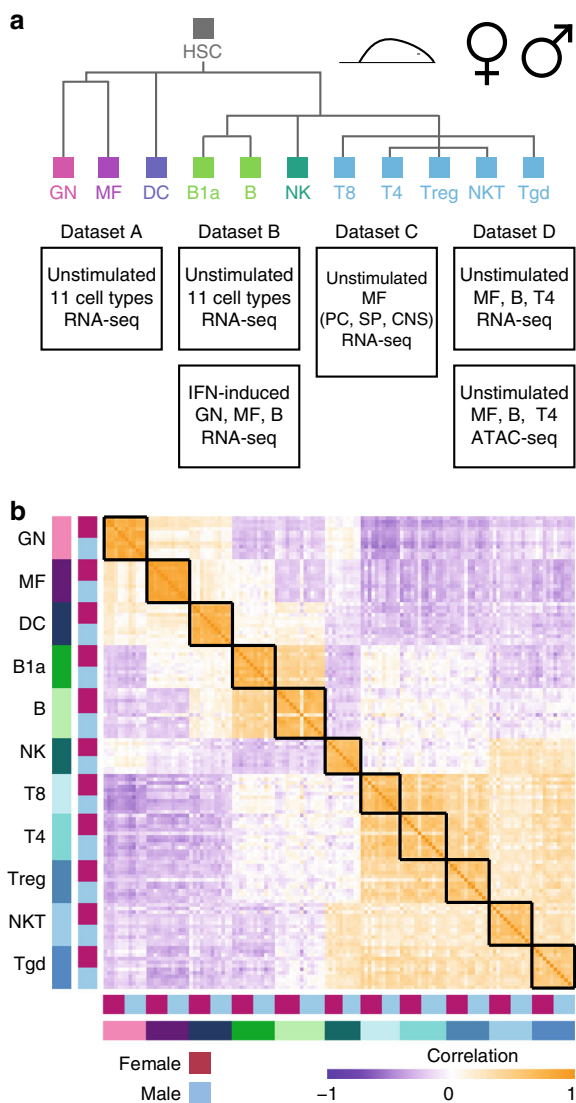 a
HSC
GN MF DC B1a B NK T8 T4 Treg NKT Tgd
Dataset A
Unstimulated
11 cell types
RNA-seq
Dataset B
Unstimulated
11 cell types
RNA-seq
IFN-induced
GN, MF, B
RNA-seq
Dataset C
Unstimulated
MF
(PC, SP, CNS)
RNA-seq
Dataset D
Unstimulated
MF, B, T4
RNA-seq
Unstimulated
MF, B, T4
ATAC-seq
b
GN
MF
DC
B1a
B
NK
T8
T4
Treg
NKT
Tgd
Female
Male
Correlation
−1 0 1